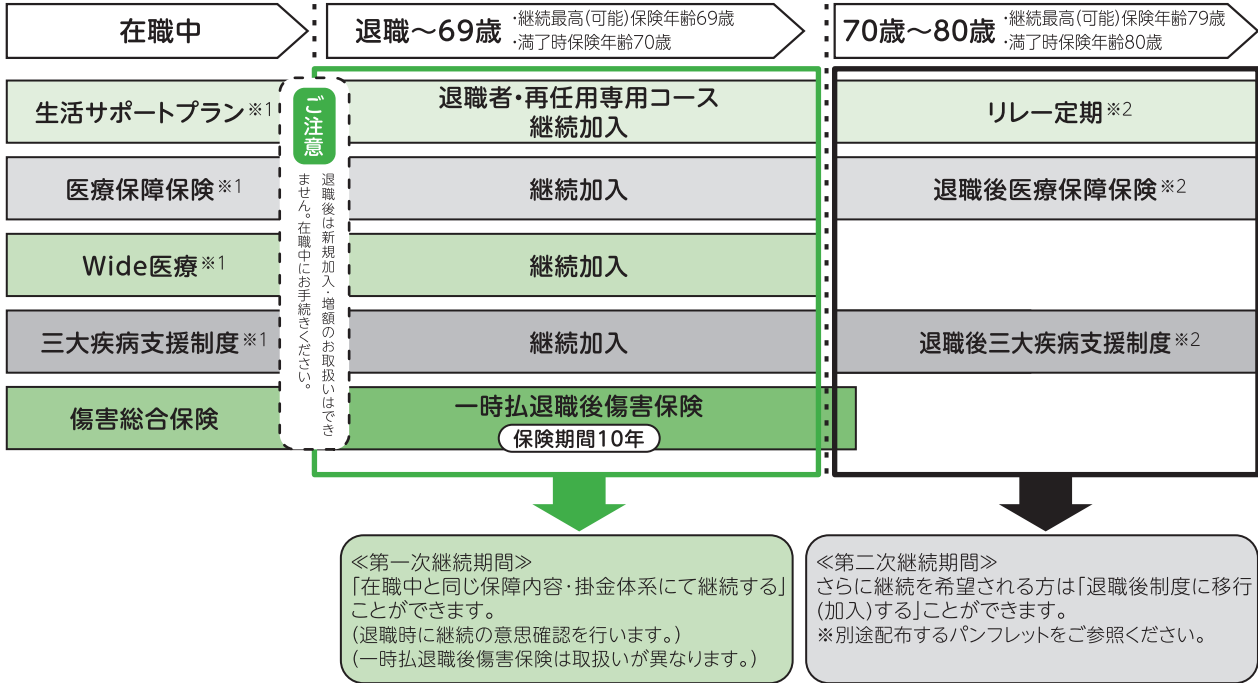 在職中
退職～69歳
・継続最高(可能)保険年齢69歳
・満了時保険年齢70歳
70歳～80歳
・継続最高(可能)保険年齢79歳
・満了時保険年齢80歳
生活サポートプラン※1
ご注意
退職後は新規加入・増額のお取扱いはでき
ません。在職中にお手続きください。
退職者・再任用専用コース
継続加入
リレー定期※2
医療保障保険※1
継続加入
退職後医療保障保険※2
Wide医療※1
継続加入
三大疾病支援制度※1
継続加入
退職後三大疾病支援制度※2
傷害総合保険
一時払退職後傷害保険
保険期間10年
≪第一次継続期間≫
「在職中と同じ保障内容・掛金体系にて継続する」
ことができます。
(退職時に継続の意思確認を行います。)
(一時払退職後傷害保険は取扱いが異なります。)
≪第二次継続期間≫
さらに継続を希望される方は「退職後制度に移行
(加入)する」ことができます。
※別途配布するパンフレットをご参照ください。